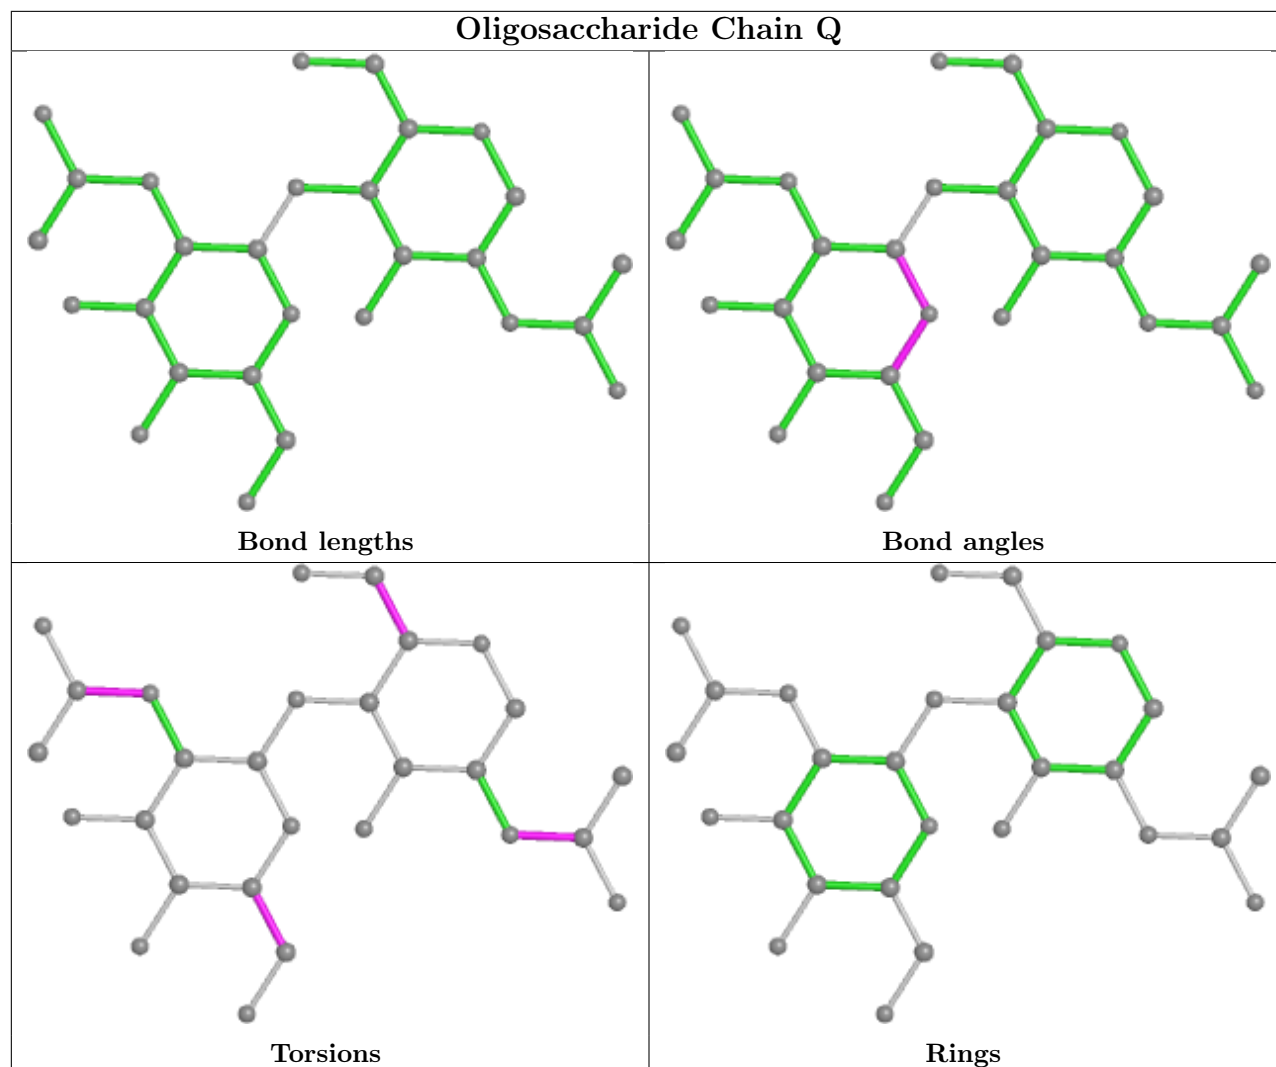 Oligosaccharide Chain Q
Bond lengths
Bond angles
Torsions
Rings